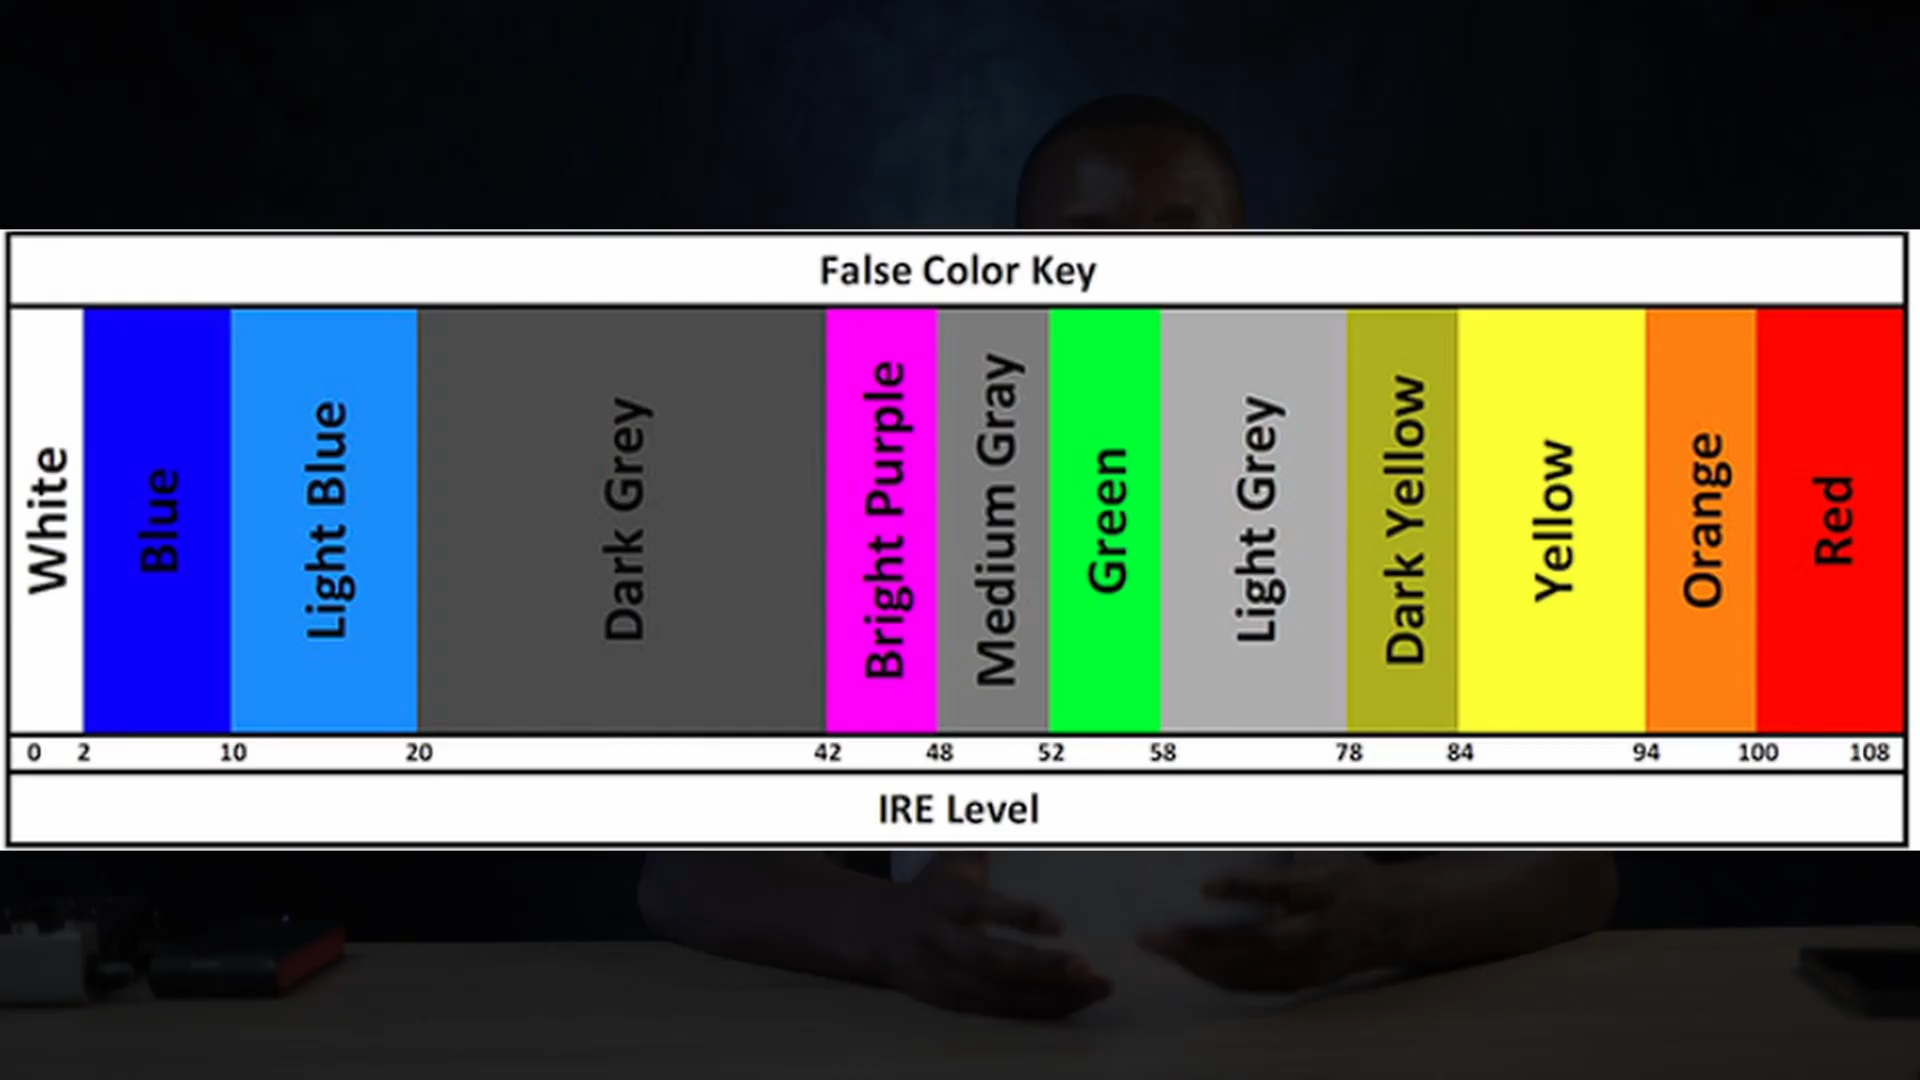 False Color Key
White
Blue
Light Blue
Dark Grey
Bright Purple
Medium Gray
Green
Light Grey
Dark Yellow
Yellow
Orange
Red
0 2 10 20 42 48 52 58 78 84 94 100 108
IRE Level